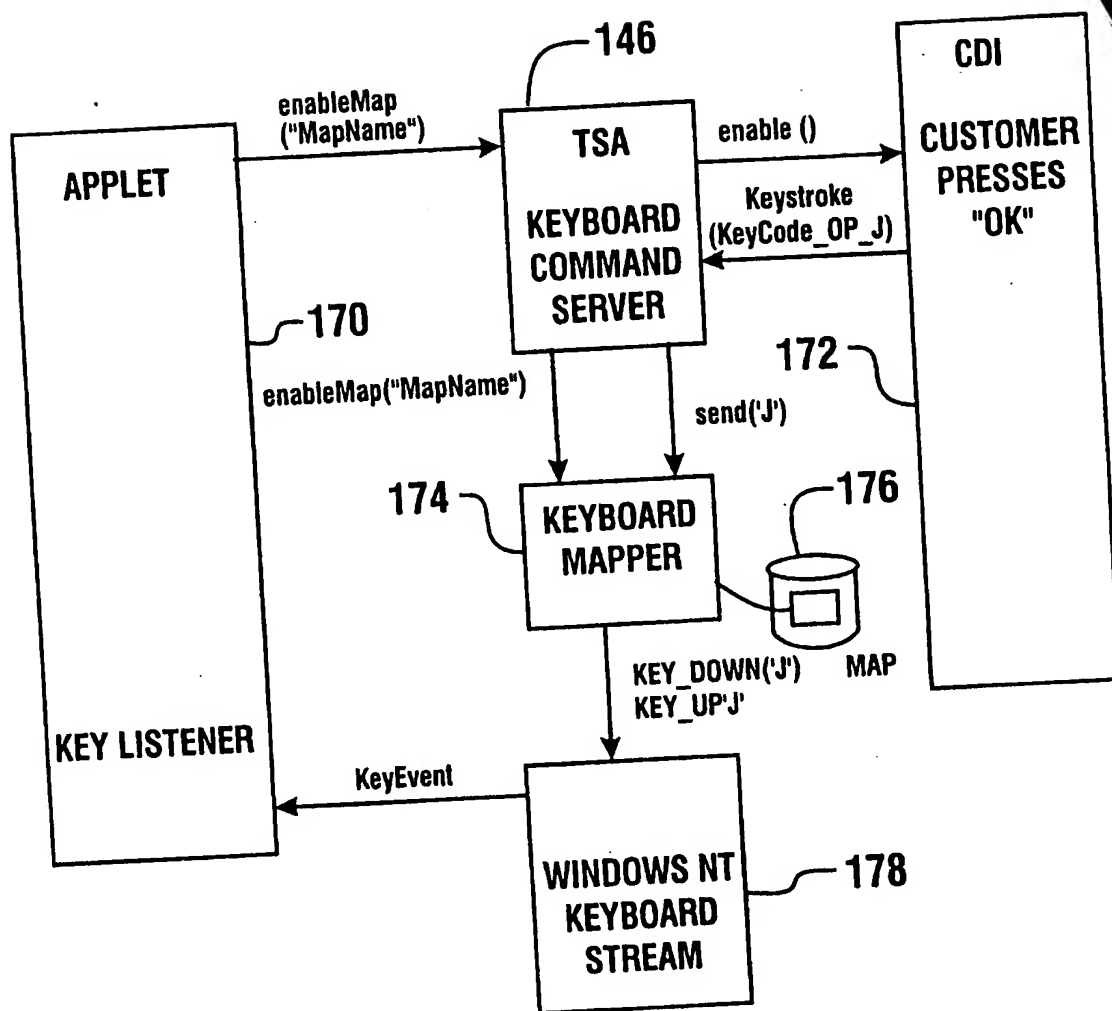 146
CDI
enableMap
("MapName")
TSA
enable ()
CUSTOMER
PRESSES
"OK"
APPLET
KEYBOARD
COMMAND
SERVER
Keystroke
(KeyCode_OP_J)
170
172
enableMap("MapName")
send('J')
174
176
KEYBOARD
MAPPER
KEY_DOWN('J')
KEY_UP'J'
MAP
KEY LISTENER
KeyEvent
WINDOWS NT
KEYBOARD
STREAM
178